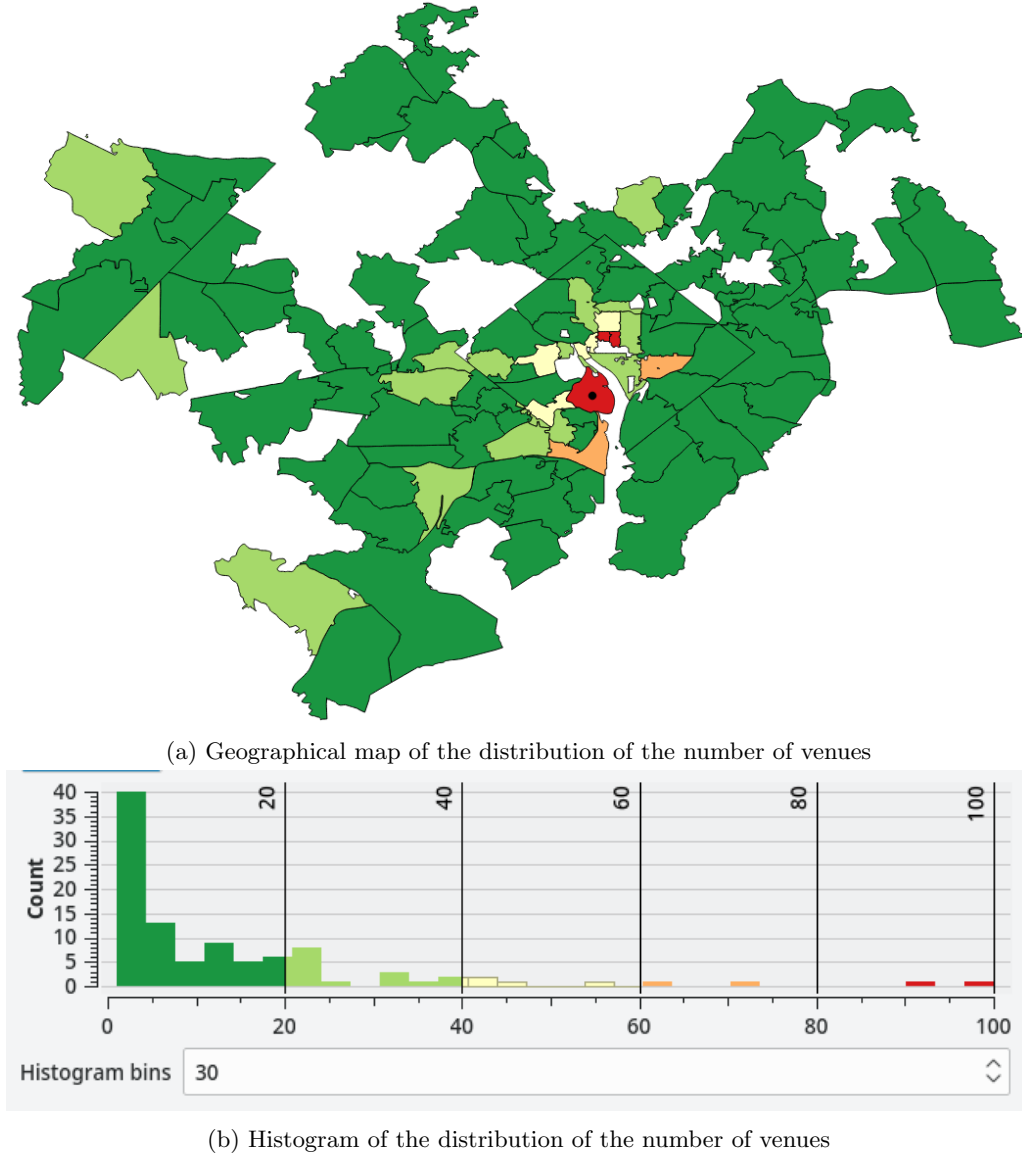 (a) Geographical map of the distribution of the number of venues
40
35
30
25
20
15
10
5
0
Count
20
40
60
80
100
0 20 40 60 80 100
Histogram bins 30
(b) Histogram of the distribution of the number of venues